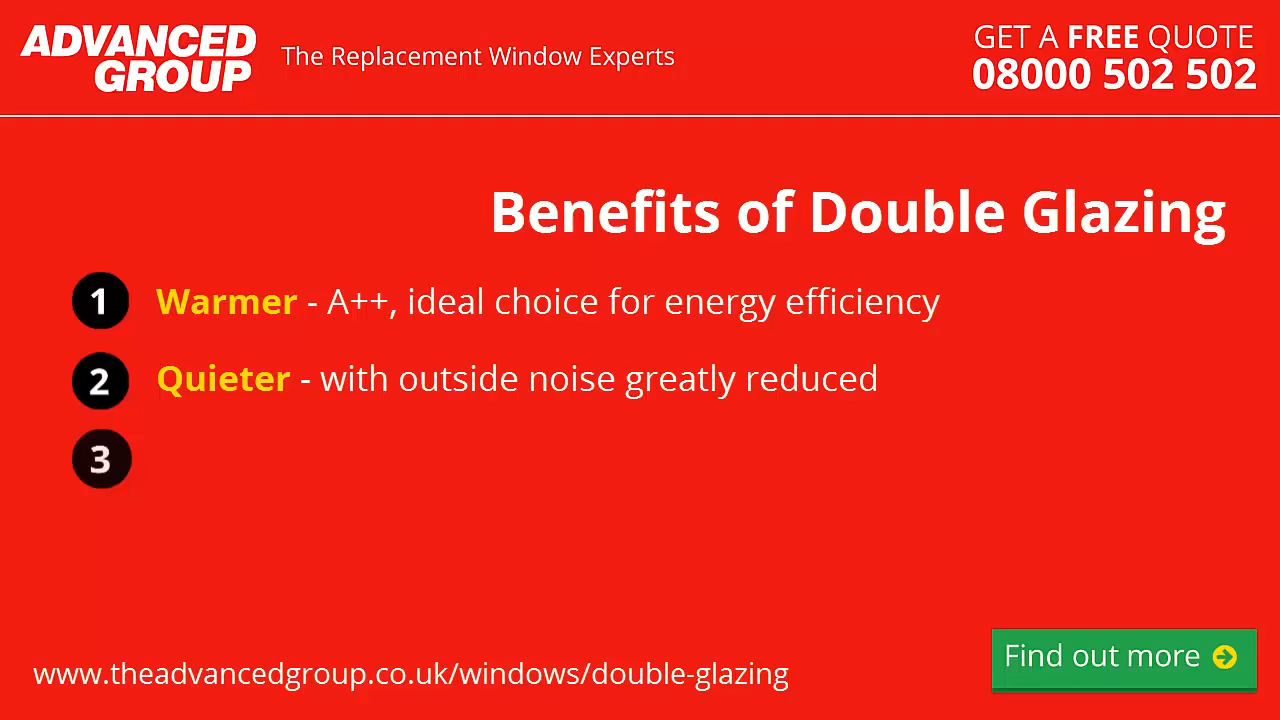 ADVANCED
GROUP
The Replacement Window Experts
GET A FREE QUOTE
08000 502 502
Benefits of Double Glazing
1 Warmer - A++, ideal choice for energy efficiency
2 Quieter - with outside noise greatly reduced
3
www.theadvancedgroup.co.uk/windows/double-glazing
Find out more